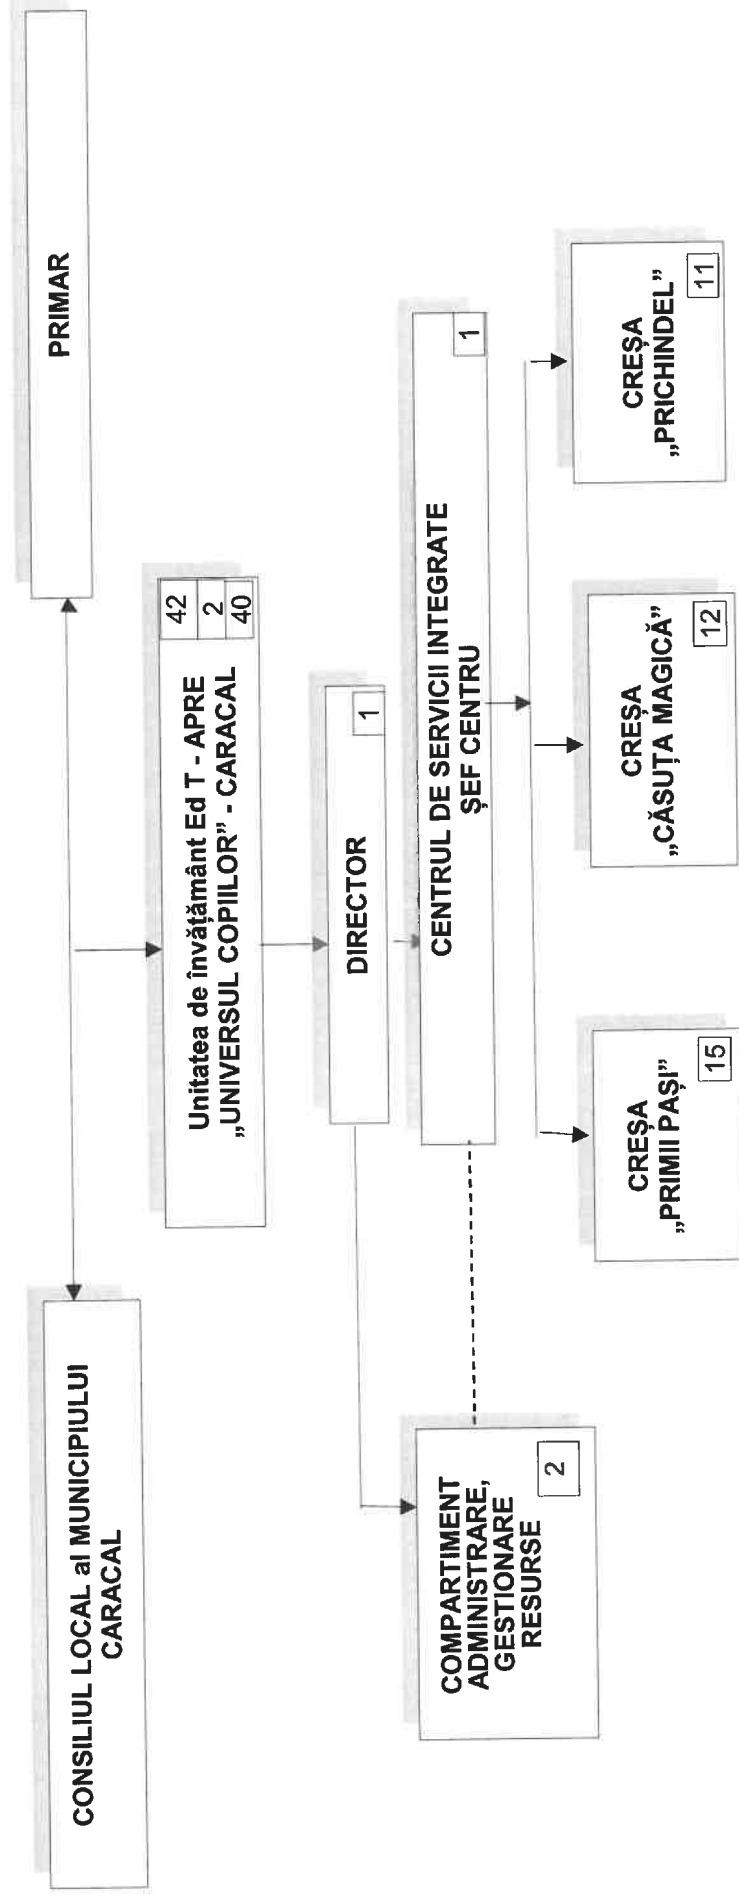 CONSILIUL LOCAL al MUNICIPIULUI
CARACAL
PRIMAR
Unitatea de învățământ Ed T - APRE
„UNIVERSUL COPIILOR” - CARACAL
42
2
40
DIRECTOR
1
COMPARTIMENT
ADMINISTRARE,
GESTIONARE
RESURSE
2
CENTRUL DE SERVICII INTEGRATE
ȘEF CENTRU
1
CREȘA
„PRIMII PAȘI”
15
CREȘA
„CĂSUȚA MAGICĂ”
12
CREȘA
„PRICHINDEL”
11